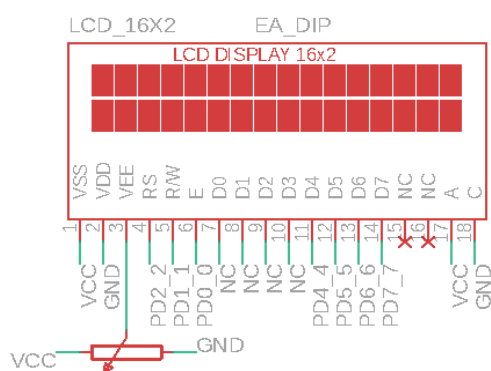 LCD_16X2 EA_DIP
LCD DISPLAY 16x2
VSS VDD VEE RS R/W E D0 D1 D2 D3 D4 D5 D6 D7 NC NC A C
1 2 3 4 5 6 7 8 9 10 11 12 13 14 15 16 17 18
VCC GND PD2_2 PD1_1 PD0_0 NC NC NC NC PD4_4 PD5_5 PD6_6 PD7_7 VCC GND
VCC GND